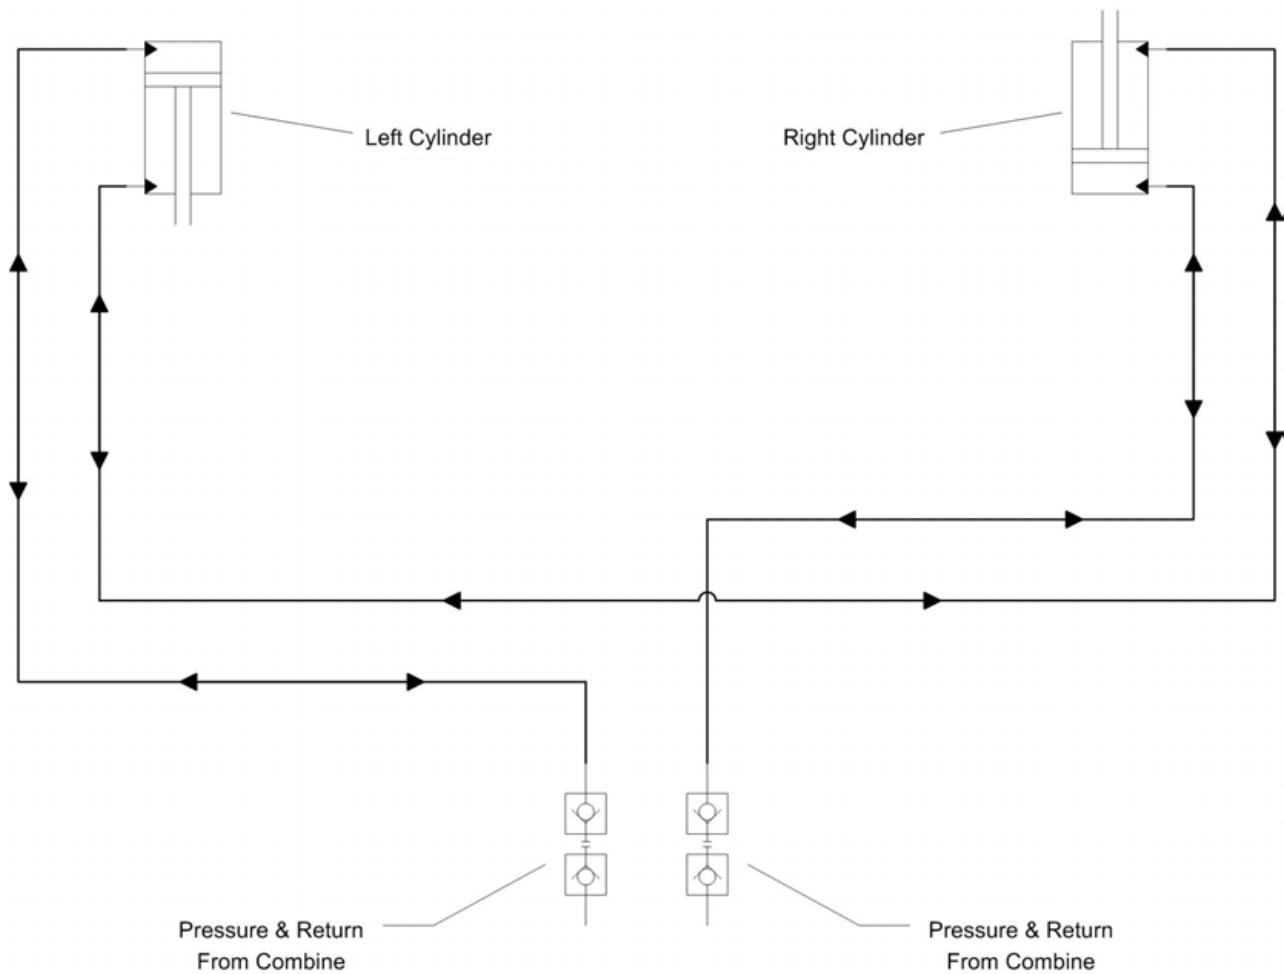 Left Cylinder
Right Cylinder
Pressure & Return
From Combine
Pressure & Return
From Combine